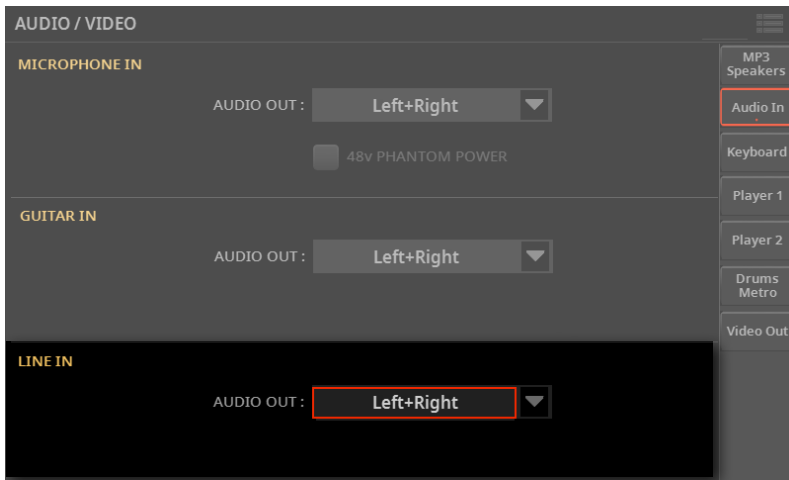 AUDIO / VIDEO
MICROPHONE IN
AUDIO OUT : Left+Right
48v PHANTOM POWER
GUITAR IN
AUDIO OUT : Left+Right
LINE IN
AUDIO OUT : Left+Right
MP3
Speakers
Audio In
Keyboard
Player 1
Player 2
Drums
Metro
Video Out